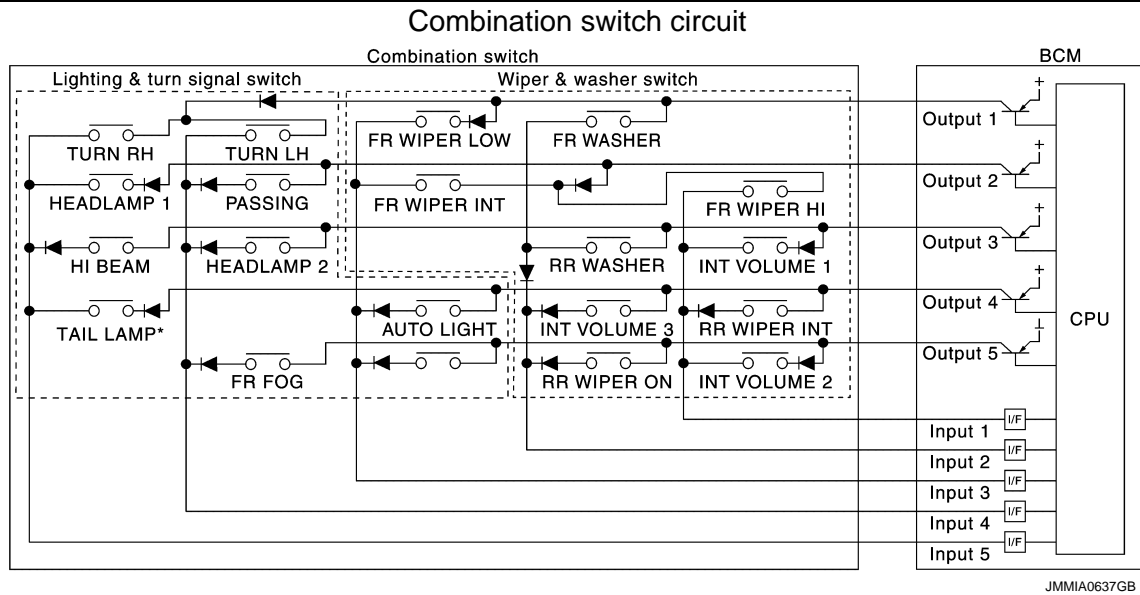 Combination switch circuit
Combination switch
BCM
Lighting & turn signal switch
Wiper & washer switch
TURN RH
TURN LH
FR WIPER LOW
FR WASHER
Output 1
+
HEADLAMP 1
PASSING
FR WIPER INT
FR WIPER HI
Output 2
+
HI BEAM
HEADLAMP 2
RR WASHER
INT VOLUME 1
Output 3
+
TAIL LAMP*
AUTO LIGHT
INT VOLUME 3
RR WIPER INT
Output 4
+
CPU
FR FOG
RR WIPER ON
INT VOLUME 2
Output 5
Input 1
I/F
Input 2
I/F
Input 3
I/F
Input 4
I/F
Input 5
I/F
JMMIA0637GB